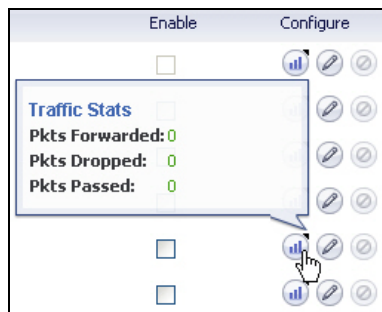 Enable Configure
Traffic Stats
Pkts Forwarded: 0
Pkts Dropped: 0
Pkts Passed: 0